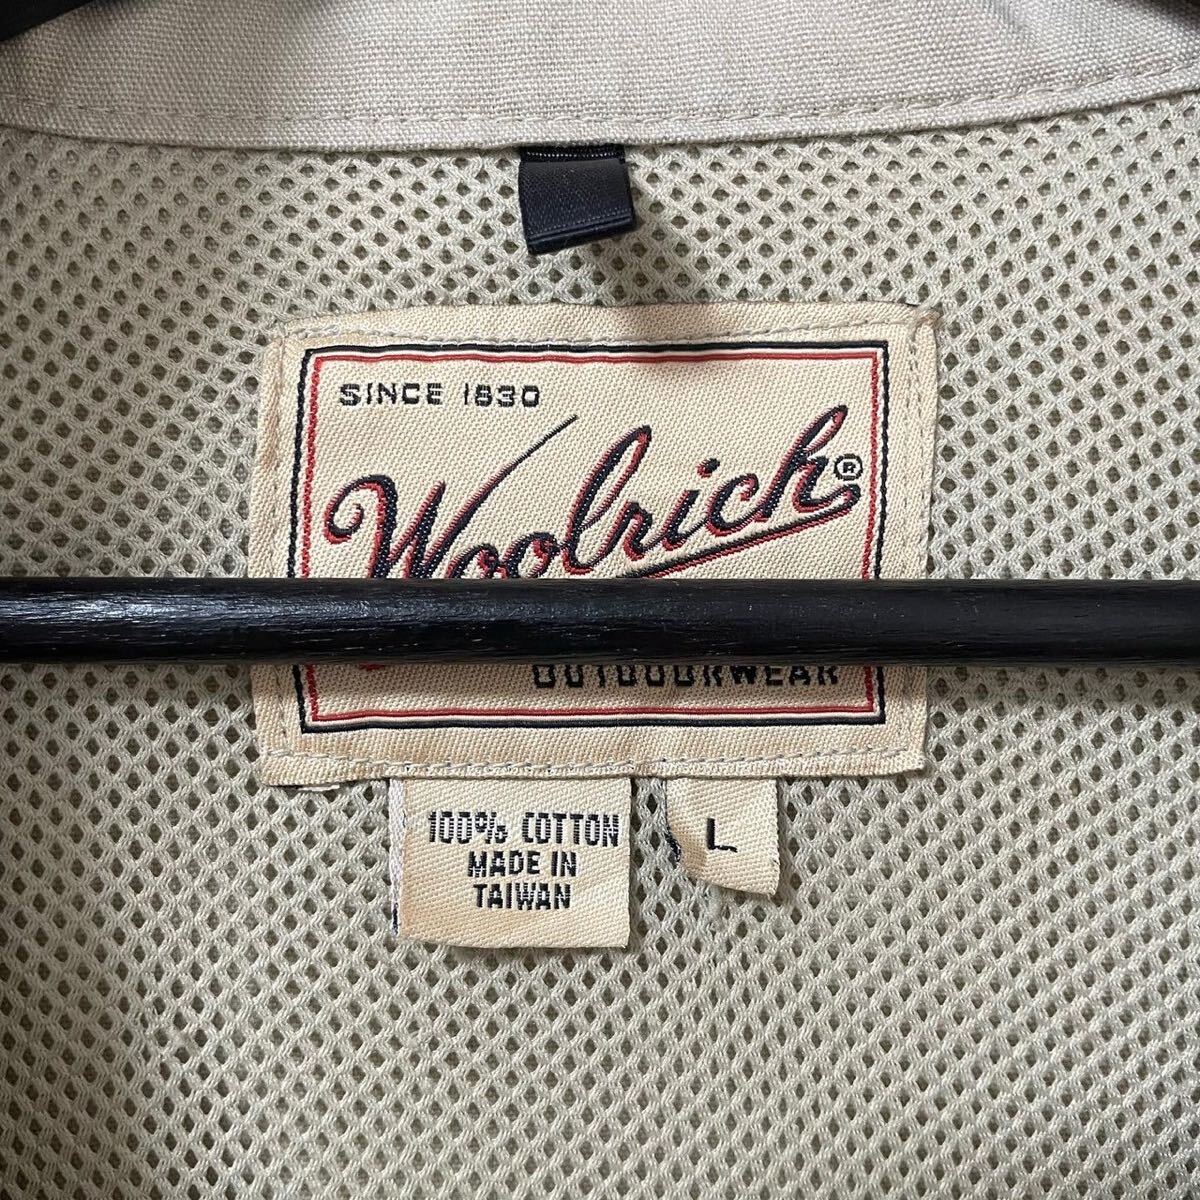 SINCE 1830
Woolrich®
OUTDOORWEAR
100% COTTON
MADE IN
TAIWAN
L